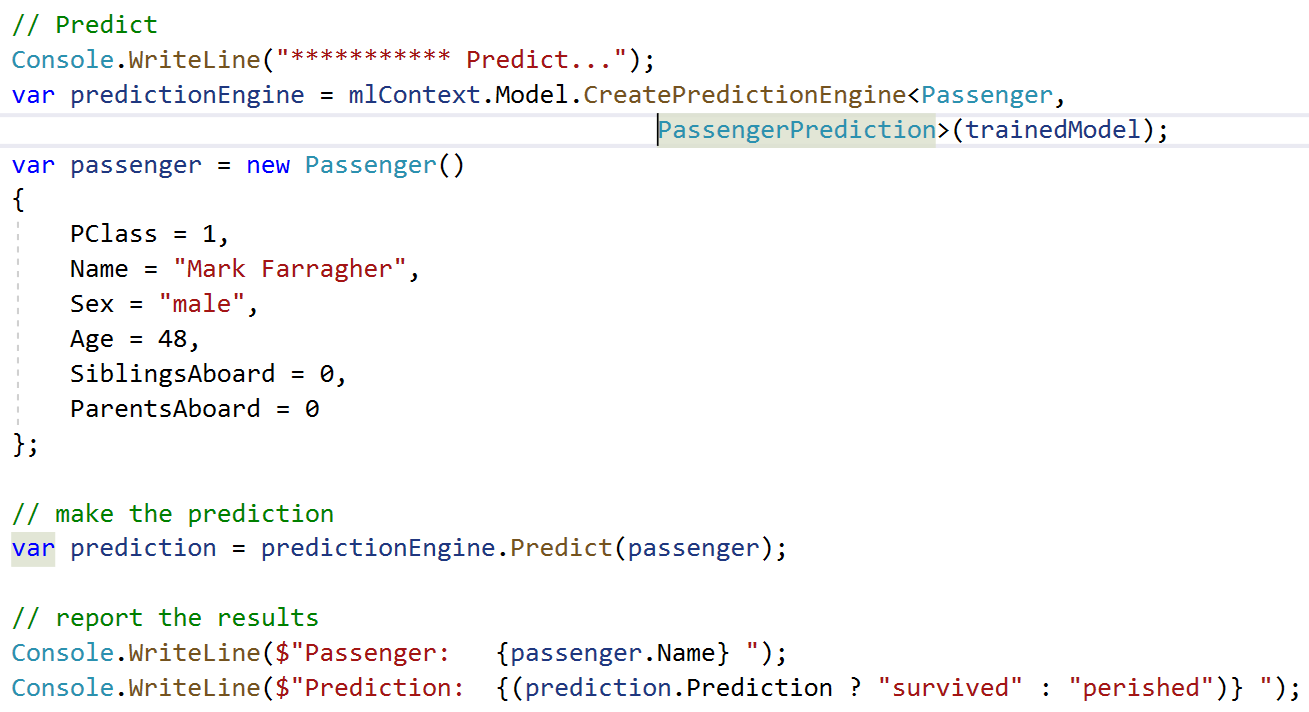 // Predict
Console.WriteLine("*********** Predict...");
var predictionEngine = mlContext.Model.CreatePredictionEngine<Passenger,
                                            PassengerPrediction>(trainedModel);
var passenger = new Passenger()
{
    PClass = 1,
    Name = "Mark Farragher",
    Sex = "male",
    Age = 48,
    SiblingsAboard = 0,
    ParentsAboard = 0
};

// make the prediction
var prediction = predictionEngine.Predict(passenger);

// report the results
Console.WriteLine($"Passenger:   {passenger.Name} ");
Console.WriteLine($"Prediction:  {(prediction.Prediction ? "survived" : "perished")} ");